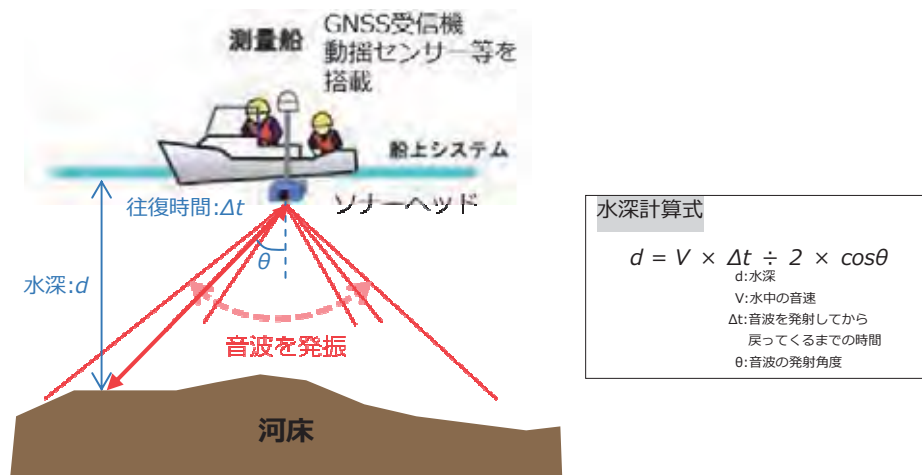 測量船
GNSS受信機
動揺センサー等を
搭載
船上システム
往復時間:Δt
ソナーヘッド
θ
水深:d
音波を発振
河床
水深計算式
d = V × Δt ÷ 2 × cosθ
d:水深
V:水中の音速
Δt:音波を発射してから
戻ってくるまでの時間
θ:音波の発射角度